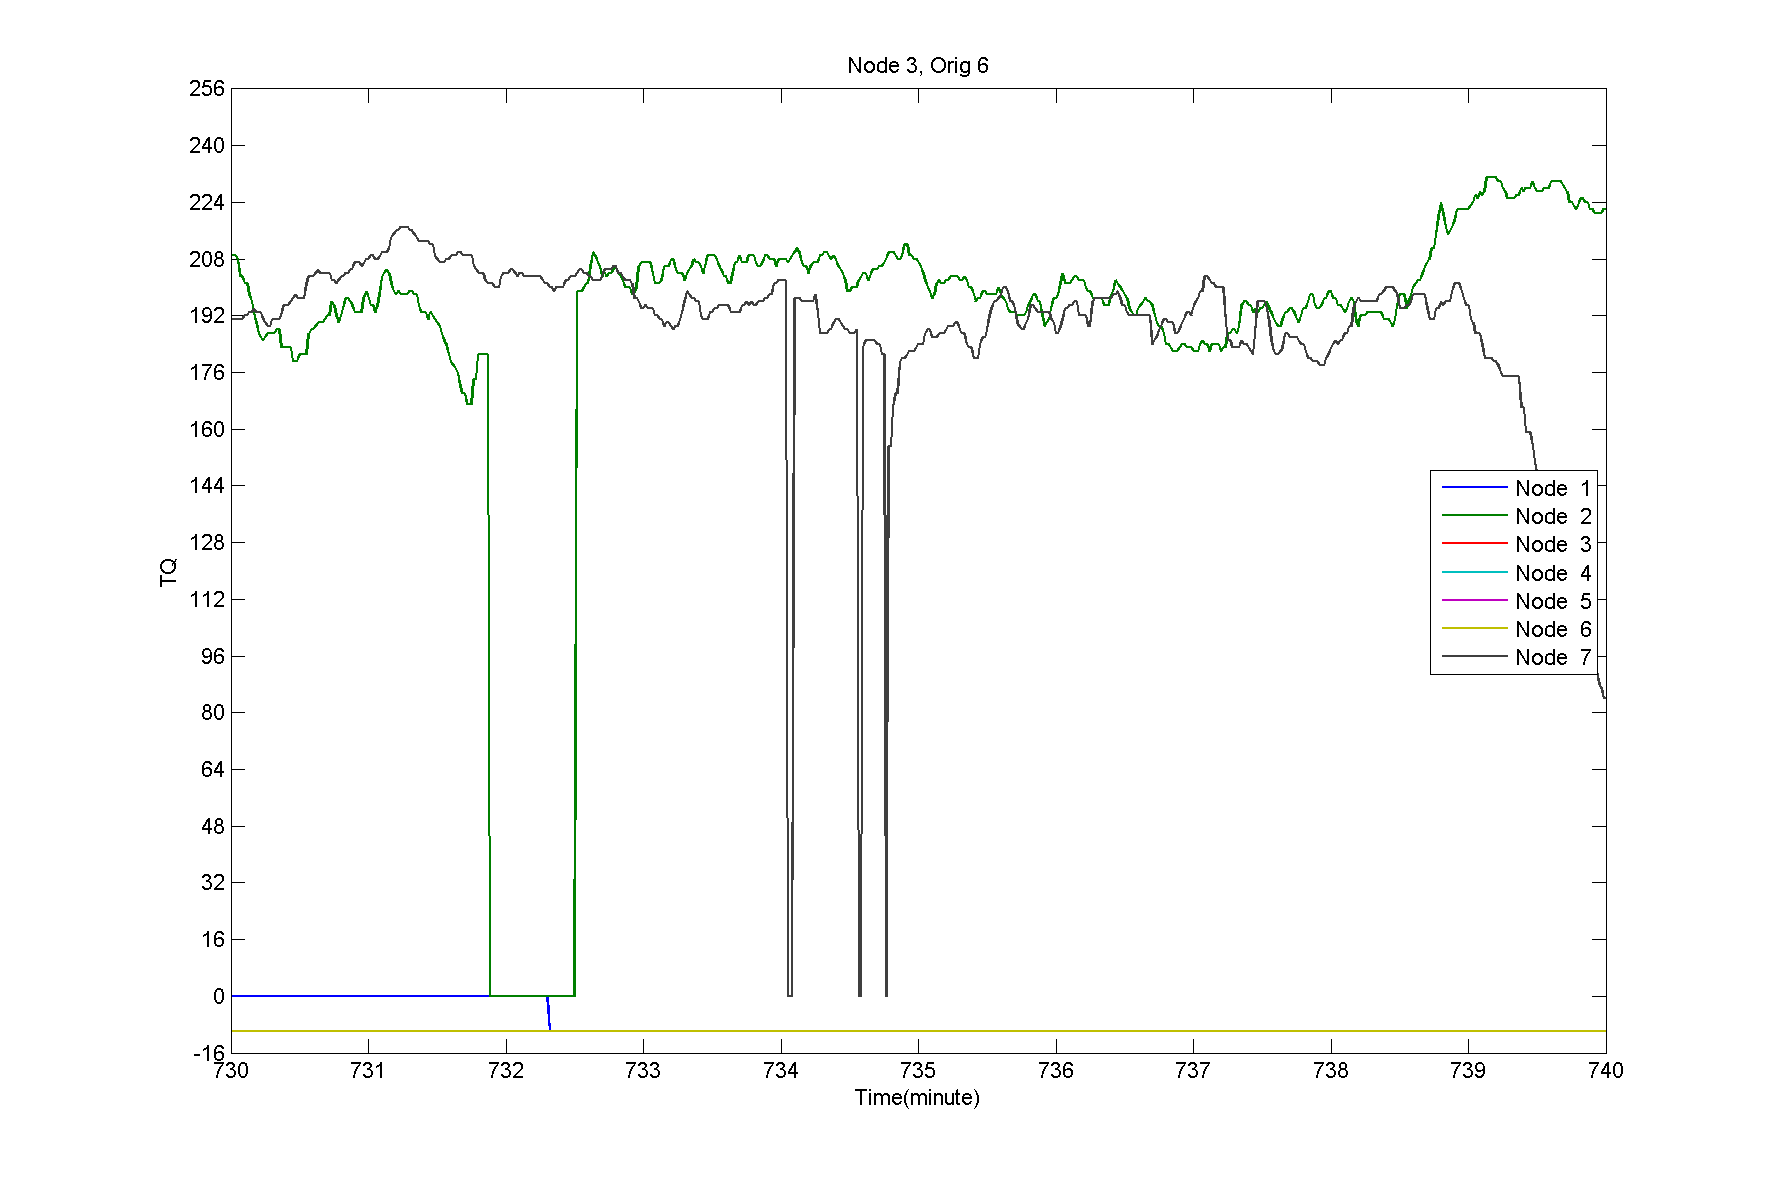 Node 3, Orig 6
256
240
224
208
192
176
160
144
128
112
96
80
64
48
32
16
0
-16
TQ
Node 1
Node 2
Node 3
Node 4
Node 5
Node 6
Node 7
730 731 732 733 734 735 736 737 738 739 740
Time(minute)